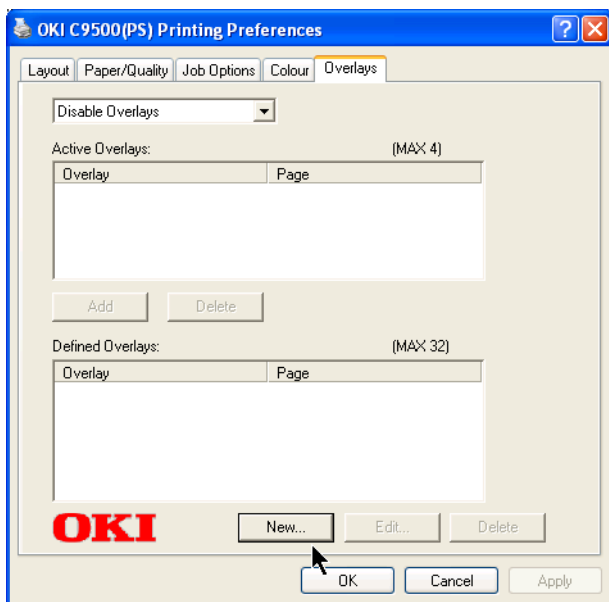 OKI C9500(PS) Printing Preferences
Layout Paper/Quality Job Options Colour Overlays
Disable Overlays
Active Overlays: (MAX 4)
Overlay Page
Add Delete
Defined Overlays: (MAX 32)
Overlay Page
OKI New... Edit... Delete
OK Cancel Apply